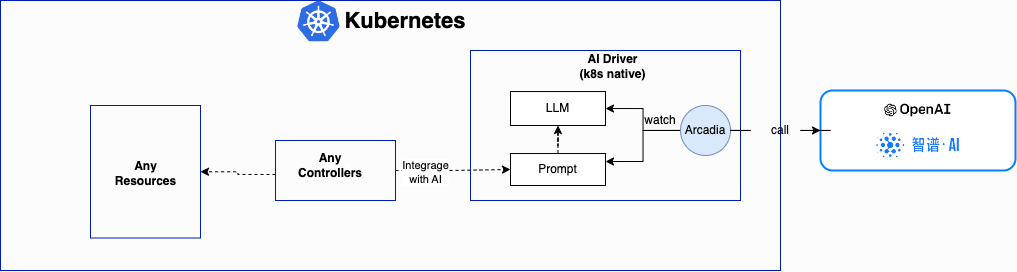 Kubernetes
AI Driver
(k8s native)
LLM
watch
Arcadia
call
OpenAI
智谱·AI
Any
Resources
Any
Controllers
Integrage
with AI
Prompt